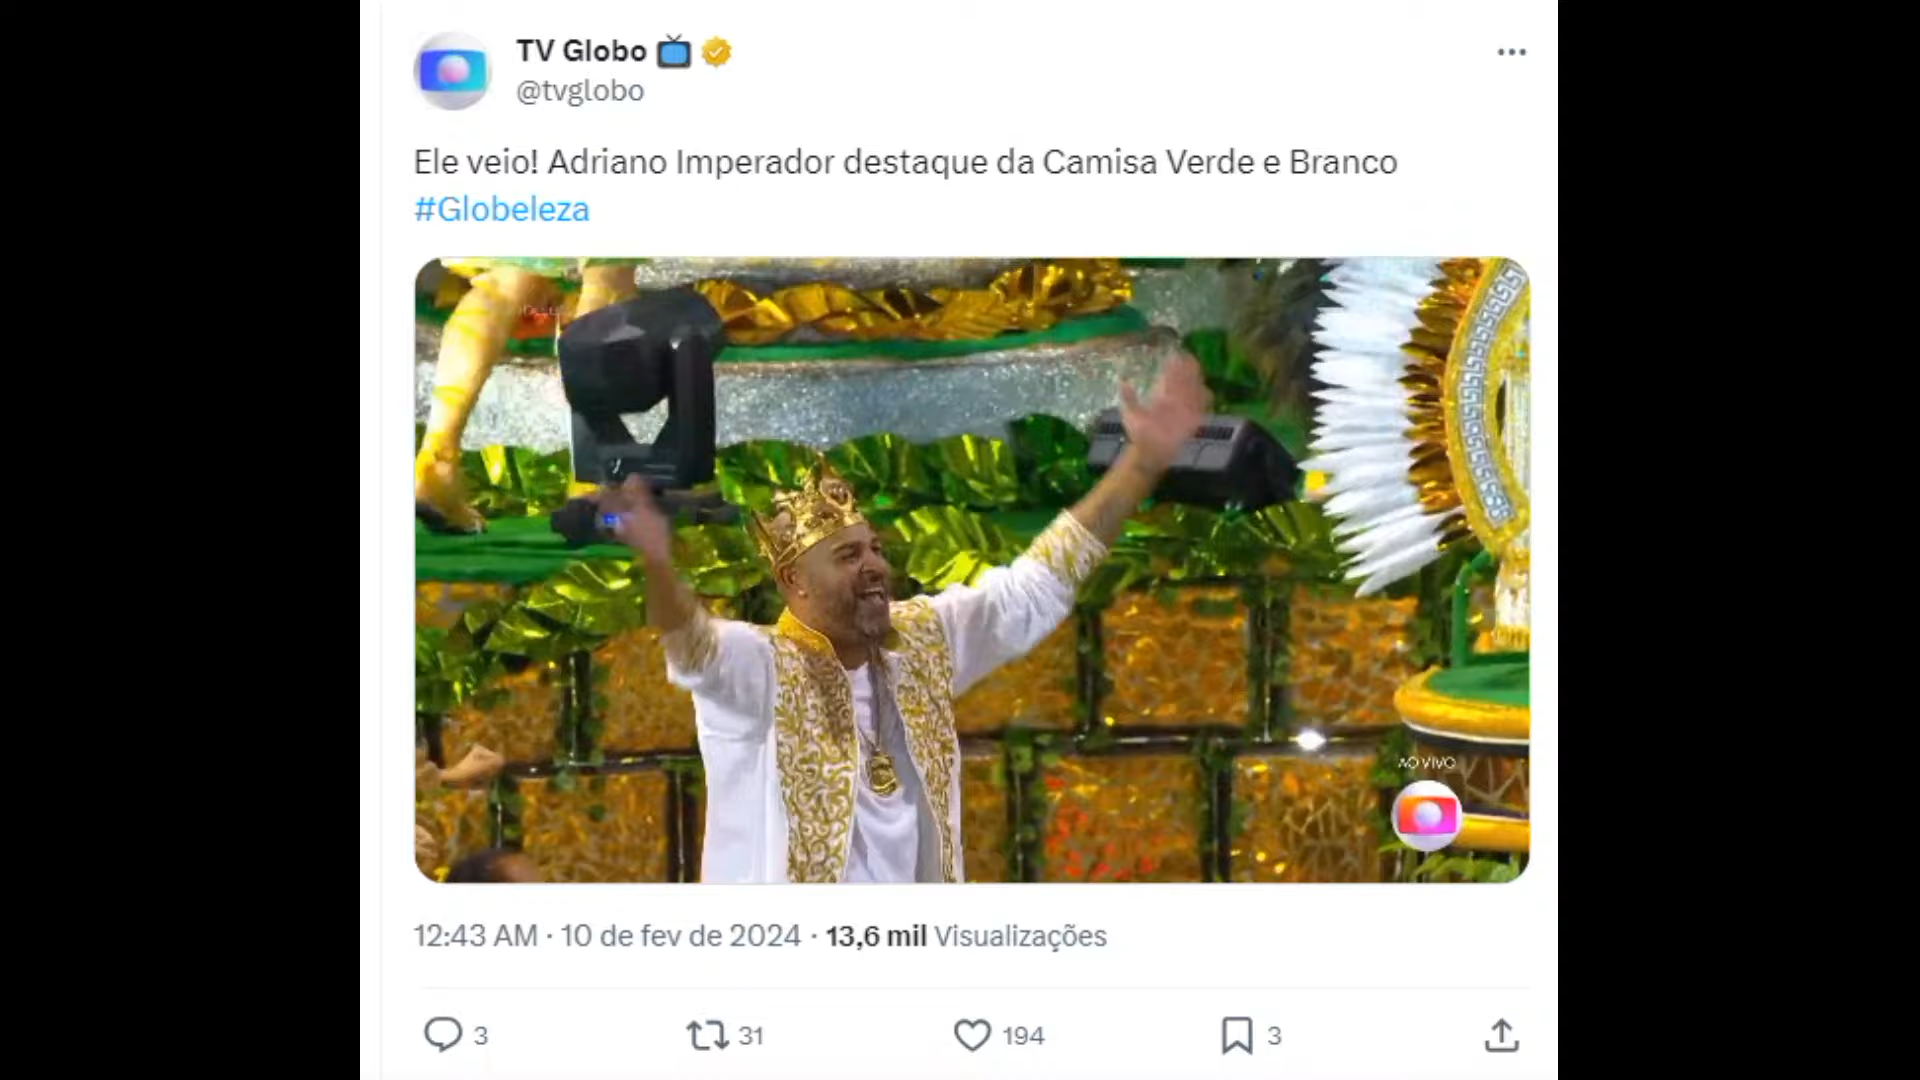 TV Globo
@tvglobo
Ele veio! Adriano Imperador destaque da Camisa Verde e Branco
#Globeleza
AO VIVO
12:43 AM · 10 de fev de 2024 · 13,6 mil Visualizações
3 31 194 3